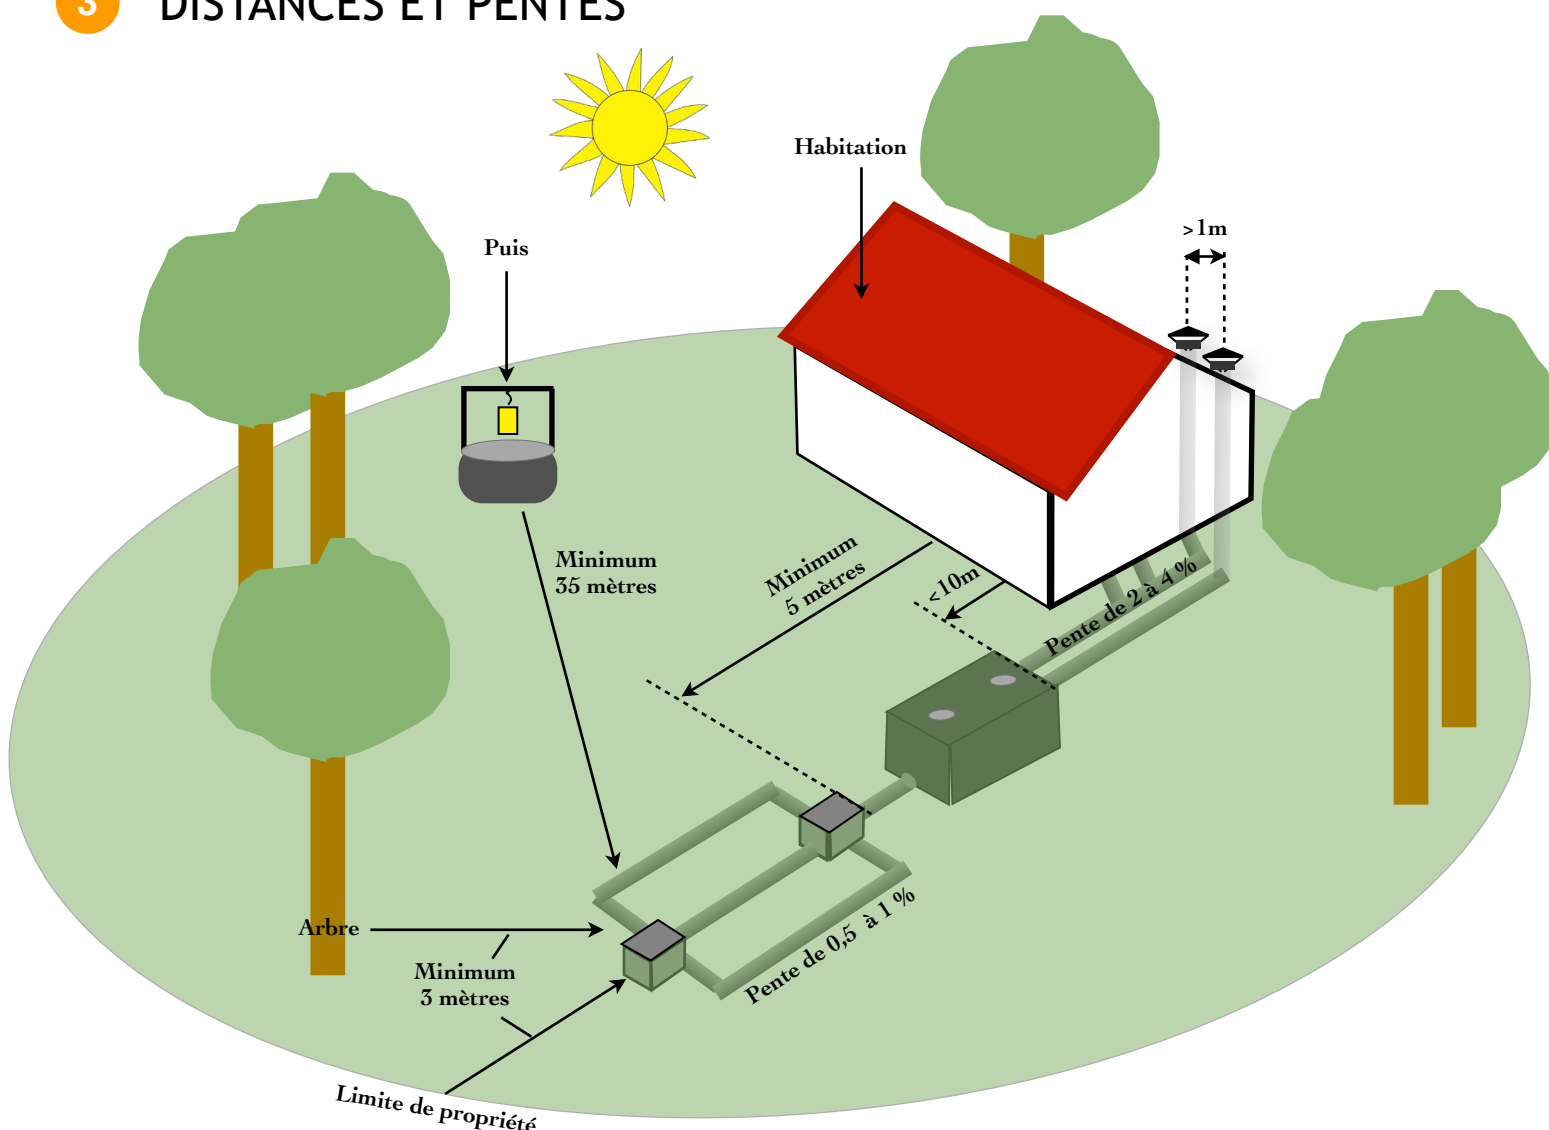 3 DISTANCES ET PENTES
Habitation
>1m
Puis
Minimum
35 mètres
Minimum
5 mètres
<10m
Pente de 2 à 4 %
Arbre
Minimum
3 mètres
Pente de 0,5 à 1 %
Limite de propriété